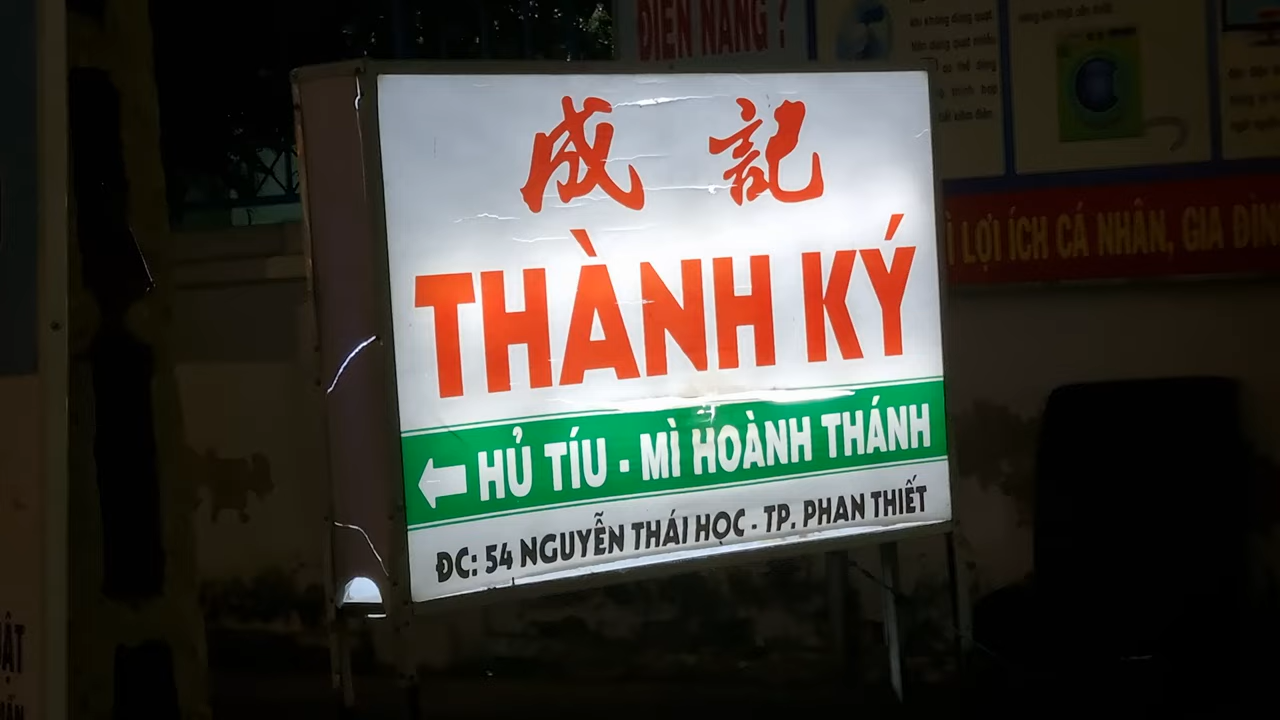 ĐIỆN NĂNG ?
成記
THÀNH KÝ
HỦ TÍU - MÌ HOÀNH THÁNH
ĐC: 54 NGUYỄN THÁI HỌC - TP. PHAN THIẾT
LỢI ÍCH CÁ NHÂN, GIA ĐÌN